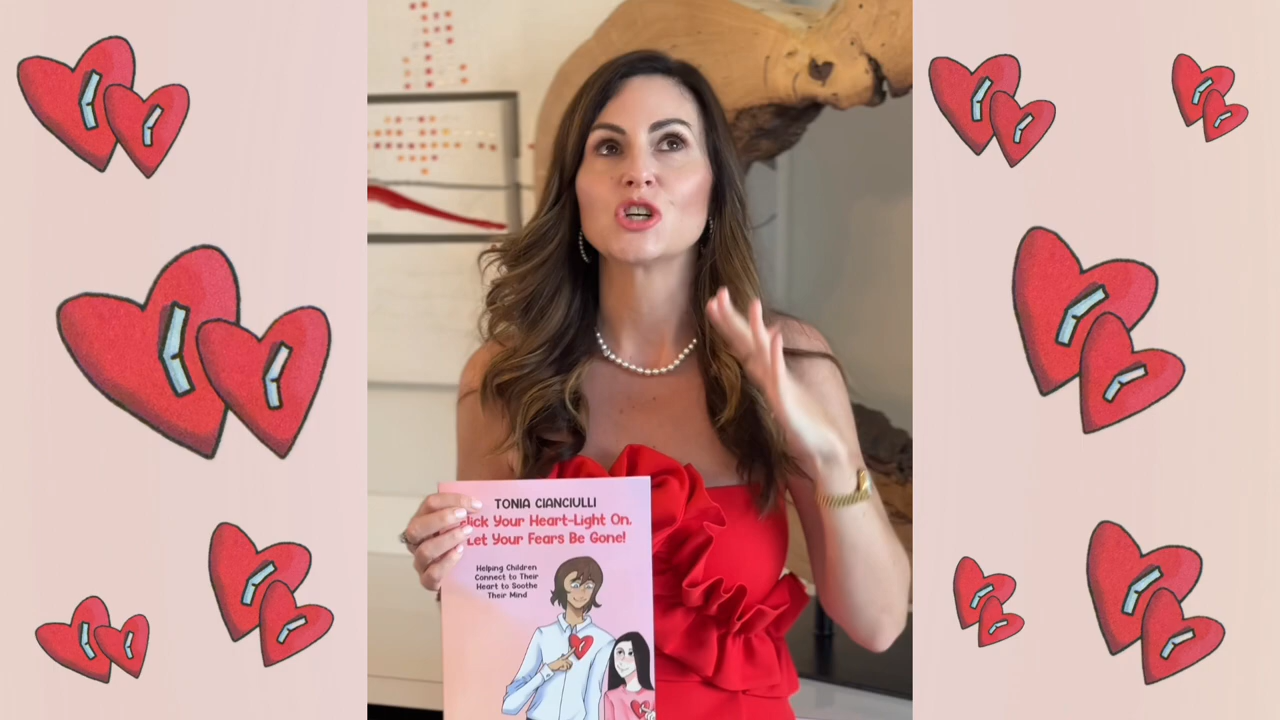 TONIA CIANCIULLI
Your Heart-Light On,
Let Your Fears Be Gone!
Helping Children
Connect to Their
Heart to Soothe
Their Mind